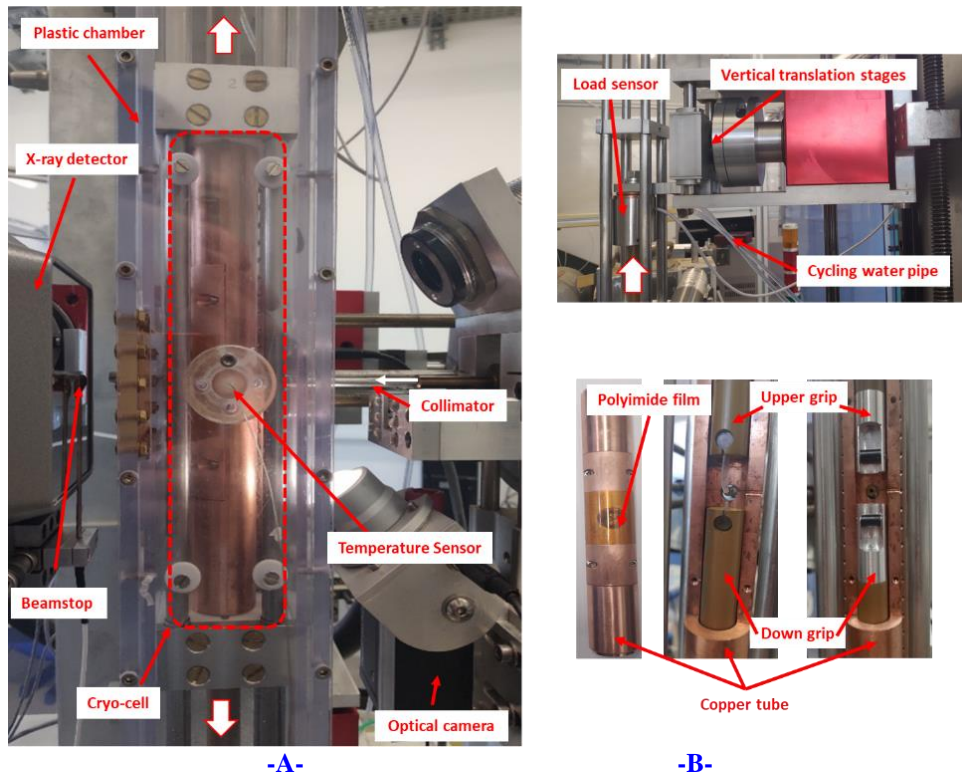 Plastic chamber
X-ray detector
Collimator
Temperature Sensor
Beamstop
Cryo-cell
Optical camera
2
-A-
Load sensor
Vertical translation stages
Cycling water pipe
Polyimide film
Upper grip
Down grip
Copper tube
-B-